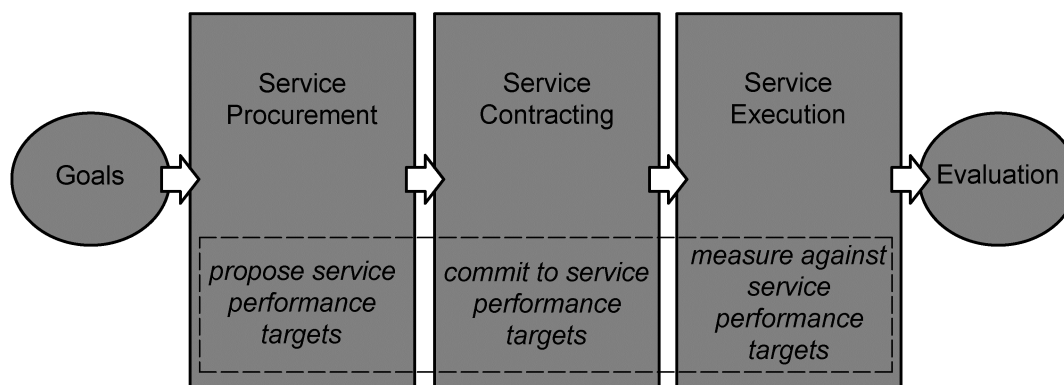 Goals
Service
Procurement
propose service
performance
targets
Service
Contracting
commit to service
performance
targets
Service
Execution
measure against
service
performance
targets
Evaluation